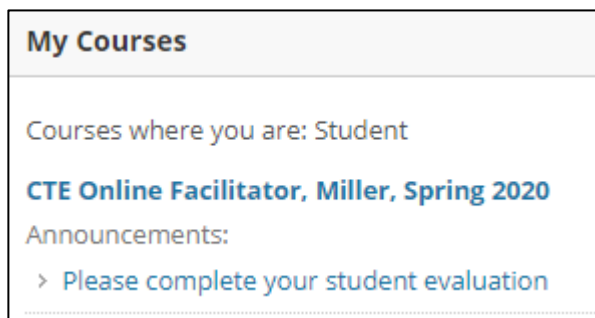 My Courses
Courses where you are: Student
CTE Online Facilitator, Miller, Spring 2020
Announcements:
> Please complete your student evaluation